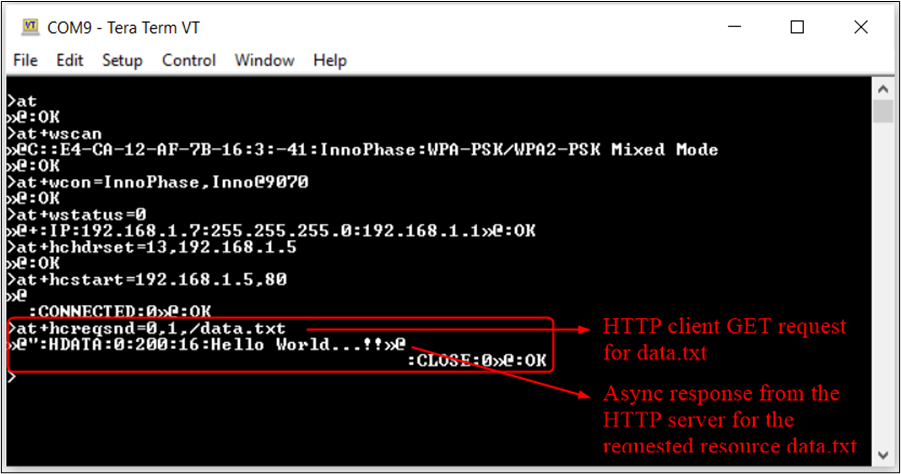 COM9 - Tera Term VT
File Edit Setup Control Window Help
>at
»@:OK
>at+wscan
»@C::E4-CA-12-AF-7B-16:3:-41:InnoPhase:WPA-PSK/WPA2-PSK Mixed Mode
»@:OK
>at+wcon=InnoPhase,Inno@9070
»@:OK
>at+wstatus=0
»@+:IP:192.168.1.7:255.255.255.0:192.168.1.1»@:OK
>at+hchdrset=13,192.168.1.5
»@:OK
>at+hcstart=192.168.1.5,80
»@
:CONNECTED:0»@:OK
>at+hcreqsnd=0,1,/data.txt
»@":HDATA:0:200:16:Hello World...!!»@
:CLOSE:0»@:OK
>
HTTP client GET request
for data.txt
Async response from the
HTTP server for the
requested resource data.txt